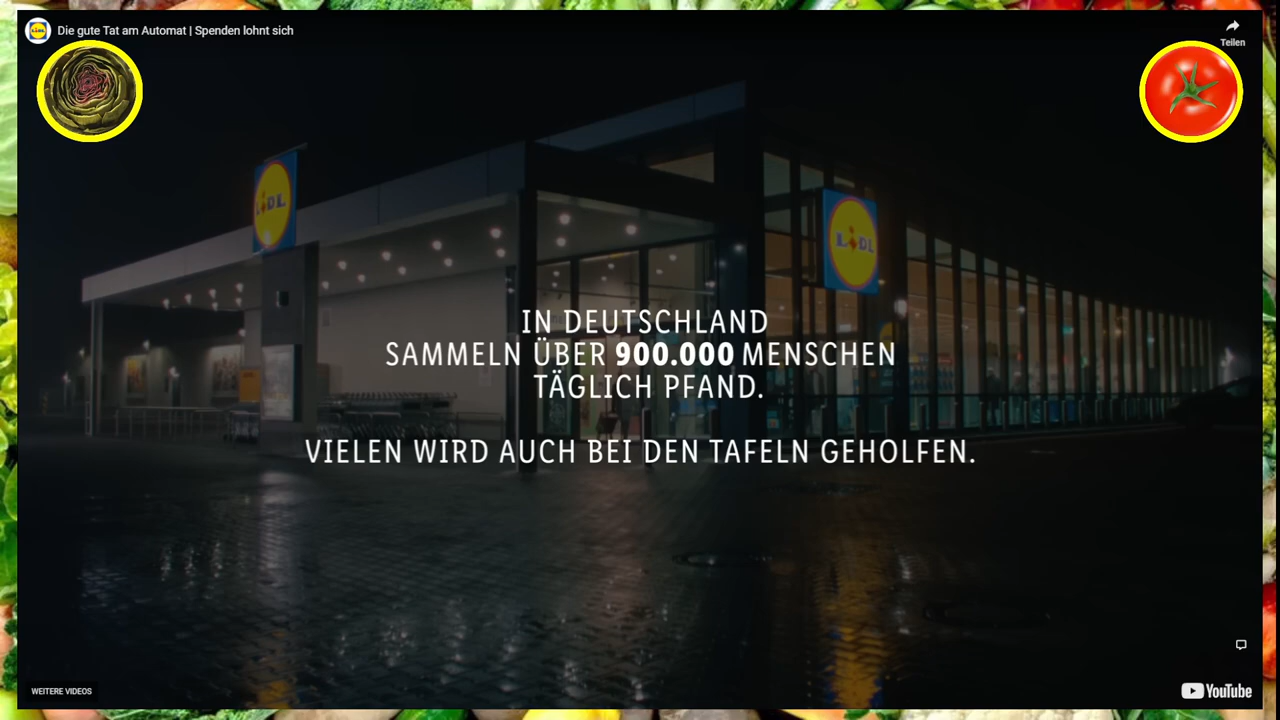 Die gute Tat am Automat | Spenden lohnt sich
Teilen
LIDL
LIDL
LIDL
IN DEUTSCHLAND
SAMMELN ÜBER 900.000 MENSCHEN
TÄGLICH PFAND.
VIELEN WIRD AUCH BEI DEN TAFELN GEHOLFEN.
WEITERE VIDEOS
YouTube